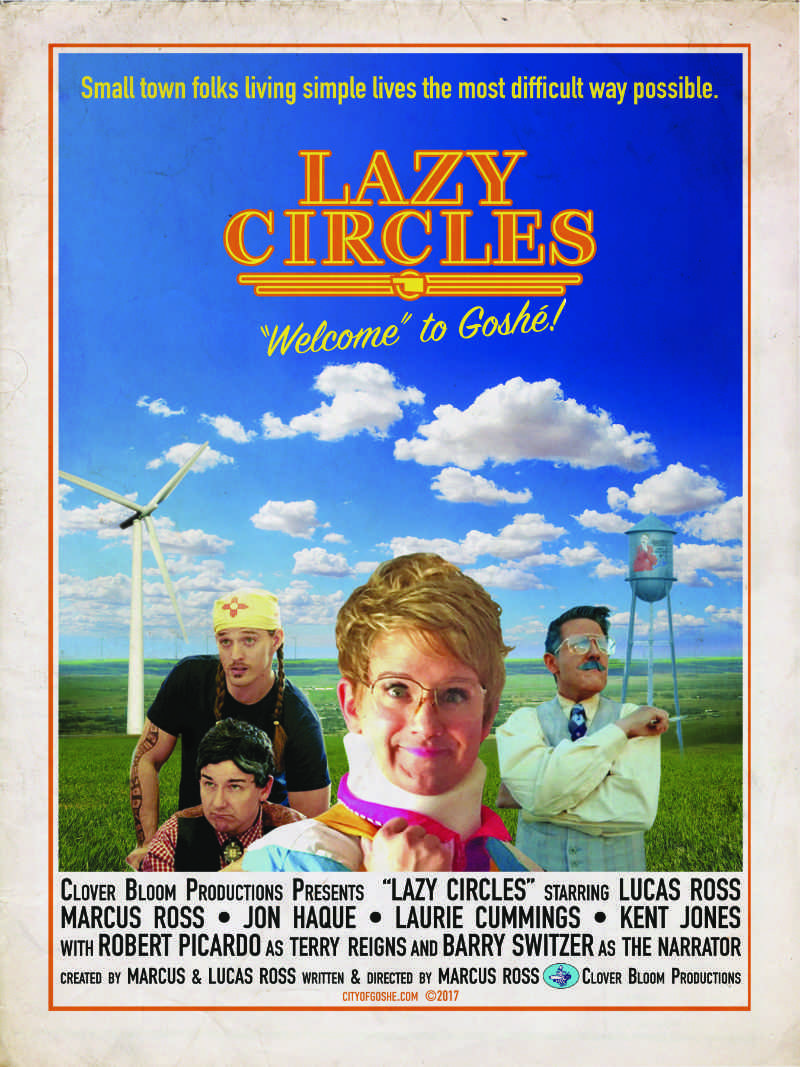 Small town folks living simple lives the most difficult way possible.
LAZY
CIRCLES
"Welcome" to Goshé!
CLOVER BLOOM PRODUCTIONS PRESENTS "LAZY CIRCLES" STARRING LUCAS ROSS
MARCUS ROSS • JON HAQUE • LAURIE CUMMINGS • KENT JONES
WITH ROBERT PICARDO AS TERRY REIGNS AND BARRY SWITZER AS THE NARRATOR
CREATED BY MARCUS & LUCAS ROSS WRITTEN & DIRECTED BY MARCUS ROSS CLOVER BLOOM PRODUCTIONS
CITYOFGOSHE.COM ©2017